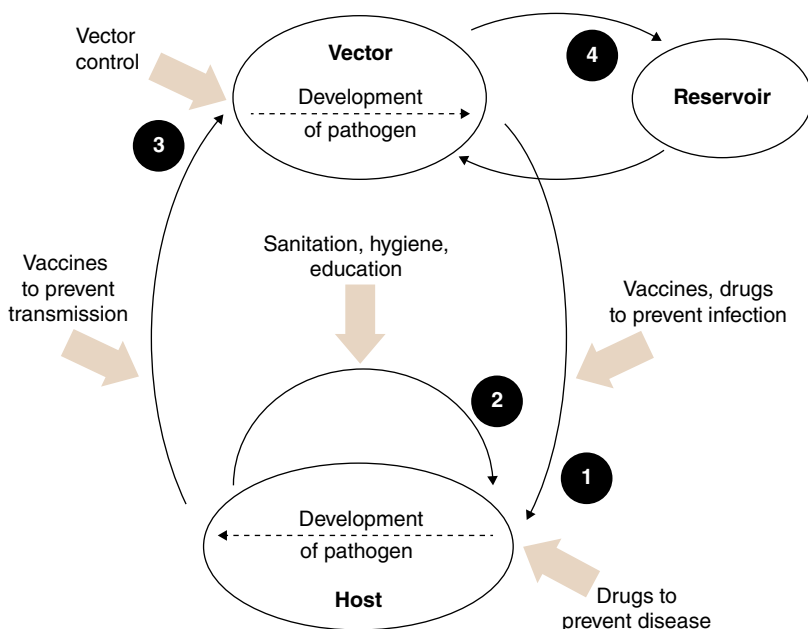 Vector
control
Vector
Development
of pathogen
4
Reservoir
3
Sanitation, hygiene,
education
Vaccines
to prevent
transmission
Vaccines, drugs
to prevent infection
2
1
Development
of pathogen
Host
Drugs to
prevent disease